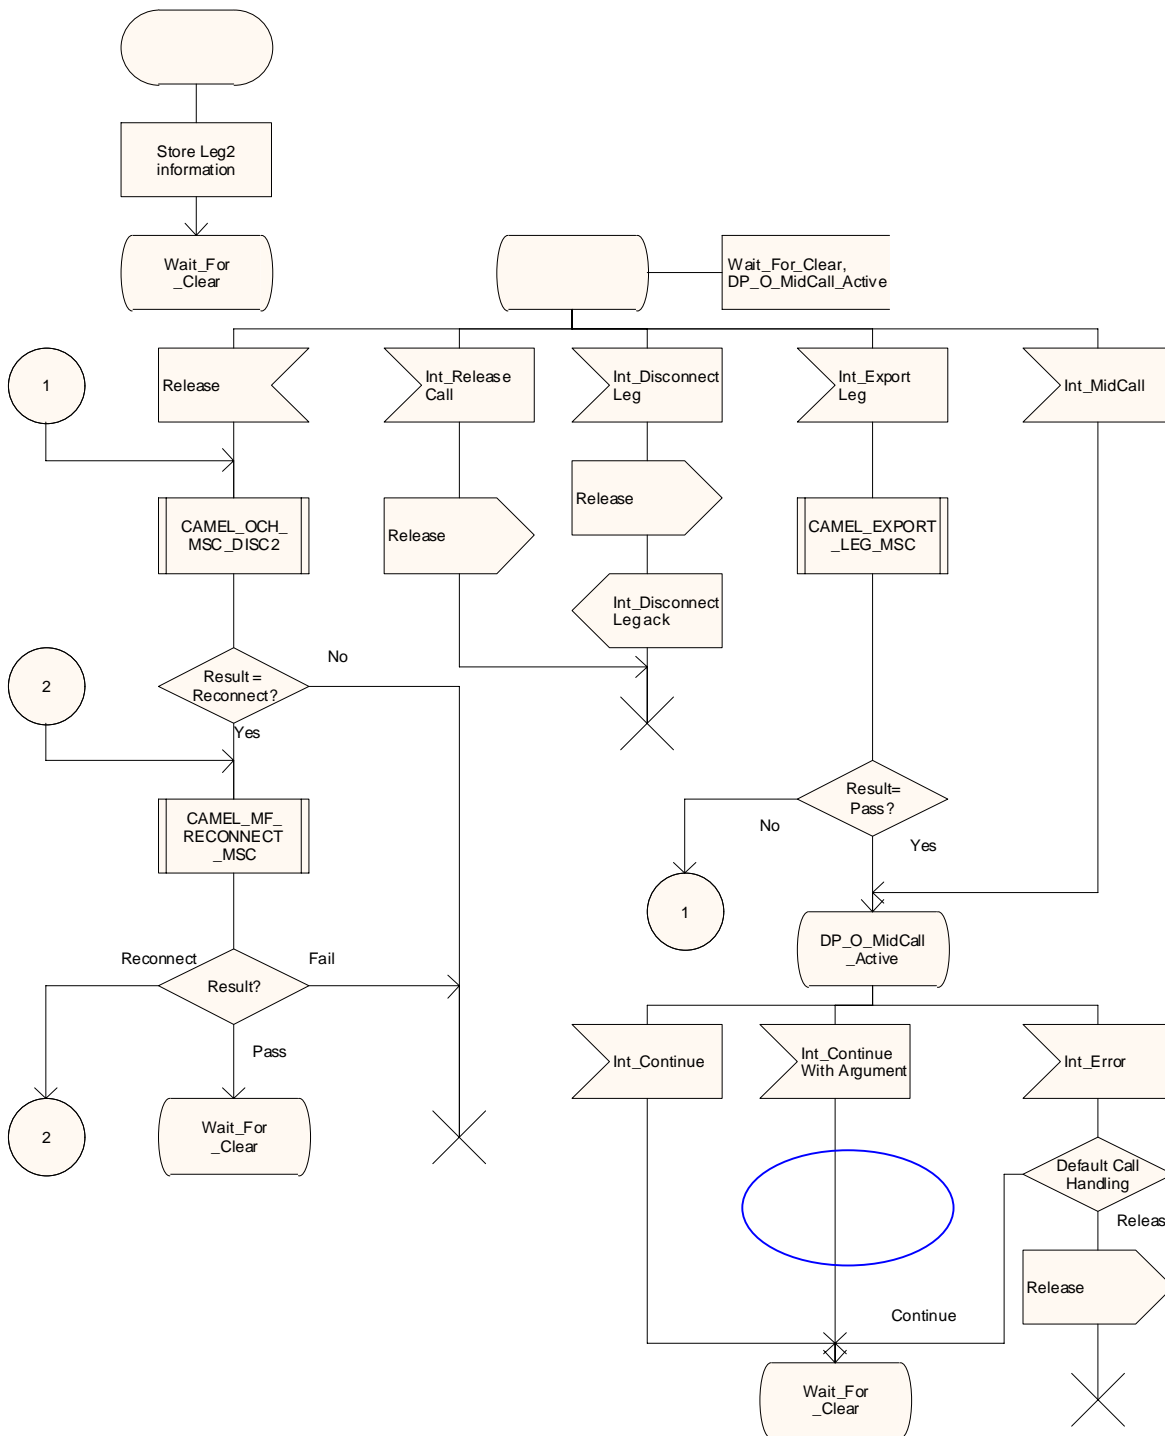 Store Leg2
information
Wait_For
_Clear
Wait_For_Clear,
DP_O_MidCall_Active
1
Release
Int_Release
Call
Int_Disconnect
Leg
Int_Export
Leg
Int_MidCall
CAMEL_OCH_
MSC_DISC2
Release
Release
CAMEL_EXPORT
_LEG_MSC
Int_Disconnect
Leg ack
2
Result =
Reconnect?
No
Yes
CAMEL_MF_
RECONNECT
_MSC
Result=
Pass?
No
Yes
1
DP_O_MidCall
_Active
Reconnect
Result?
Fail
Pass
2
Wait_For
_Clear
Int_Continue
Int_Continue
With Argument
Int_Error
Default Call
Handling
Releas
Release
Continue
Wait_For
_Clear